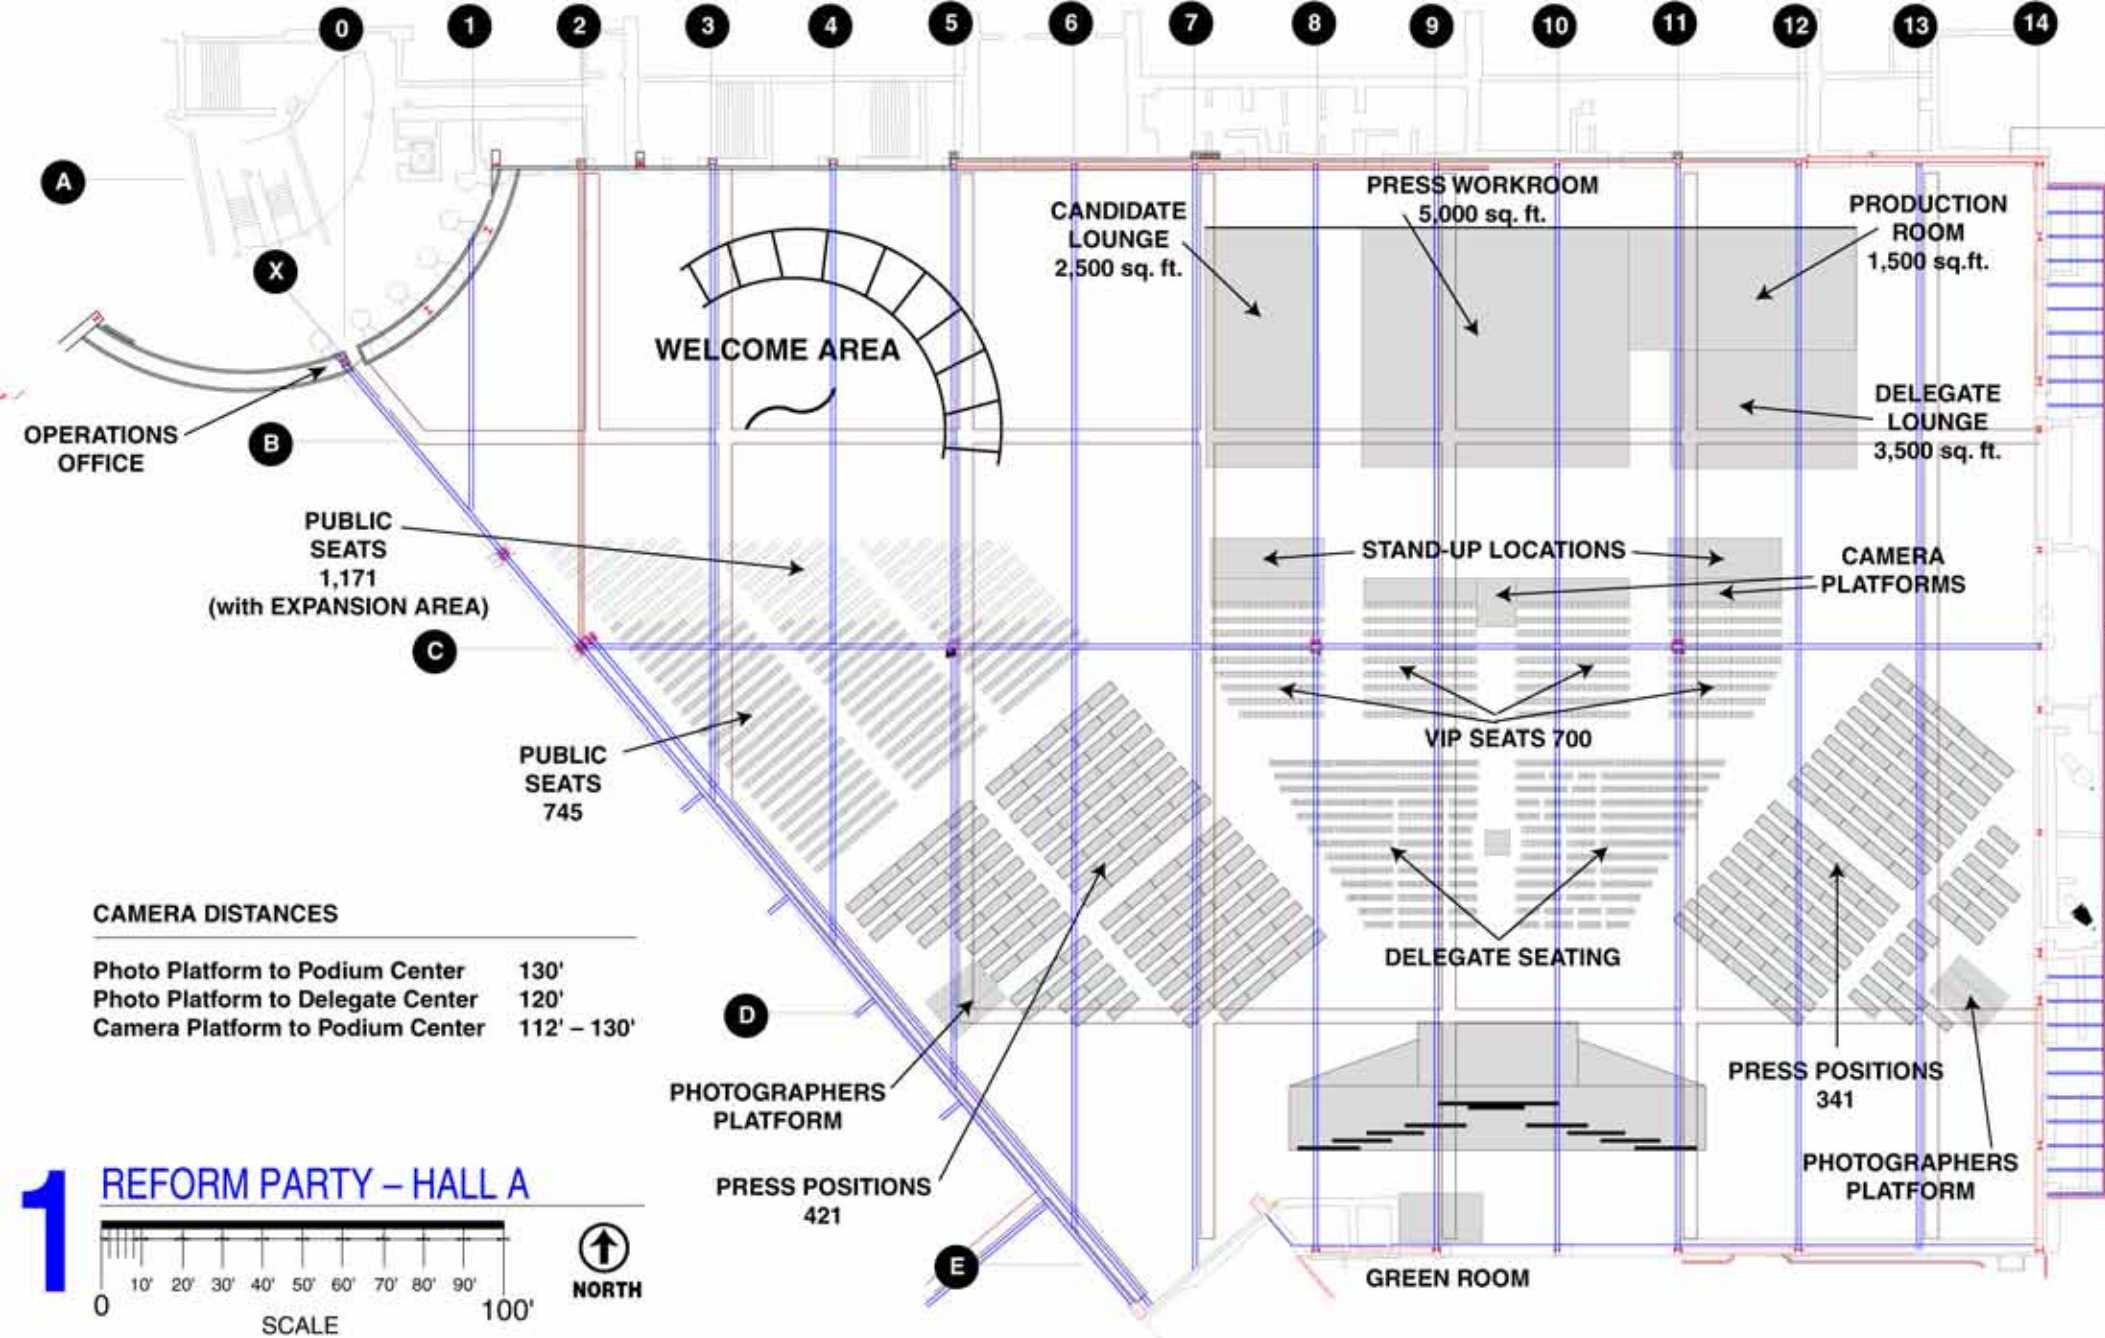 0 1 2 3 4 5 6 7 8 9 10 11 12 13 14
A
X
B
C
D
E
OPERATIONS
OFFICE
WELCOME AREA
CANDIDATE
LOUNGE
2,500 sq. ft.
PRESS WORKROOM
5,000 sq. ft.
PRODUCTION
ROOM
1,500 sq.ft.
DELEGATE
LOUNGE
3,500 sq. ft.
PUBLIC
SEATS
1,171
(with EXPANSION AREA)
STAND-UP LOCATIONS
CAMERA
PLATFORMS
VIP SEATS 700
PUBLIC
SEATS
745
DELEGATE SEATING
CAMERA DISTANCES
Photo Platform to Podium Center 130'
Photo Platform to Delegate Center 120'
Camera Platform to Podium Center 112' – 130'
PHOTOGRAPHERS
PLATFORM
PRESS POSITIONS
421
PRESS POSITIONS
341
PHOTOGRAPHERS
PLATFORM
GREEN ROOM
1 REFORM PARTY – HALL A
10' 20' 30' 40' 50' 60' 70' 80' 90'
0 100'
SCALE
NORTH